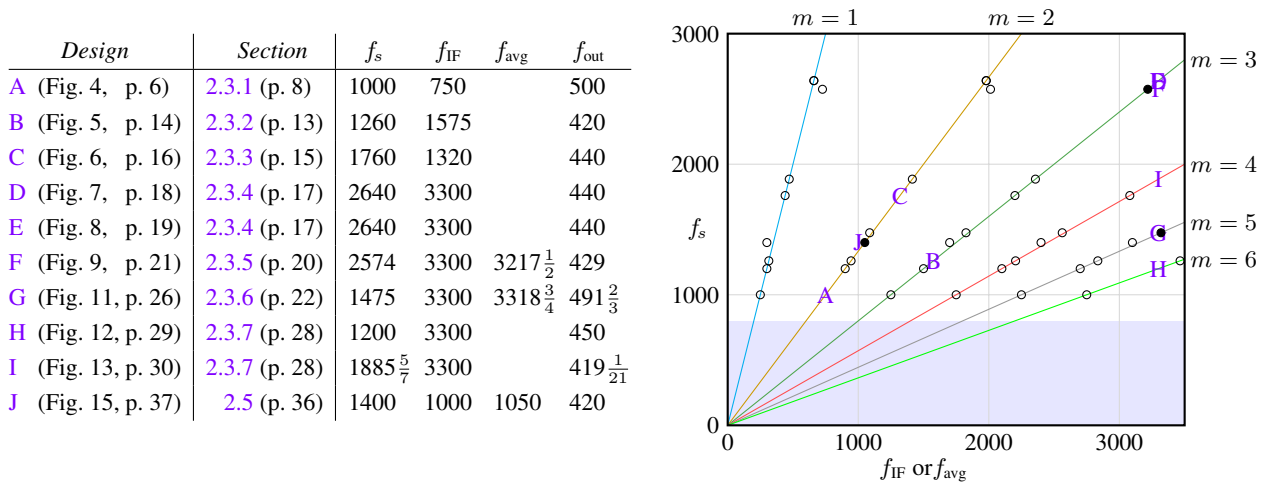 Design Section f_s f_IF f_avg f_out
A (Fig. 4, p. 6) 2.3.1 (p. 8) 1000 750 500
B (Fig. 5, p. 14) 2.3.2 (p. 13) 1260 1575 420
C (Fig. 6, p. 16) 2.3.3 (p. 15) 1760 1320 440
D (Fig. 7, p. 18) 2.3.4 (p. 17) 2640 3300 440
E (Fig. 8, p. 19) 2.3.4 (p. 17) 2640 3300 440
F (Fig. 9, p. 21) 2.3.5 (p. 20) 2574 3300 3217 1/2 429
G (Fig. 11, p. 26) 2.3.6 (p. 22) 1475 3300 3318 3/4 491 2/3
H (Fig. 12, p. 29) 2.3.7 (p. 28) 1200 3300 450
I (Fig. 13, p. 30) 2.3.7 (p. 28) 1885 5/7 3300 419 1/21
J (Fig. 15, p. 37) 2.5 (p. 36) 1400 1000 1050 420
m = 1 m = 2
3000
m = 3
F
C
2000
m = 4
I
f_s
J
B
G
m = 5
H
m = 6
A
1000
0
0 1000 2000 3000
f_IF or f_avg